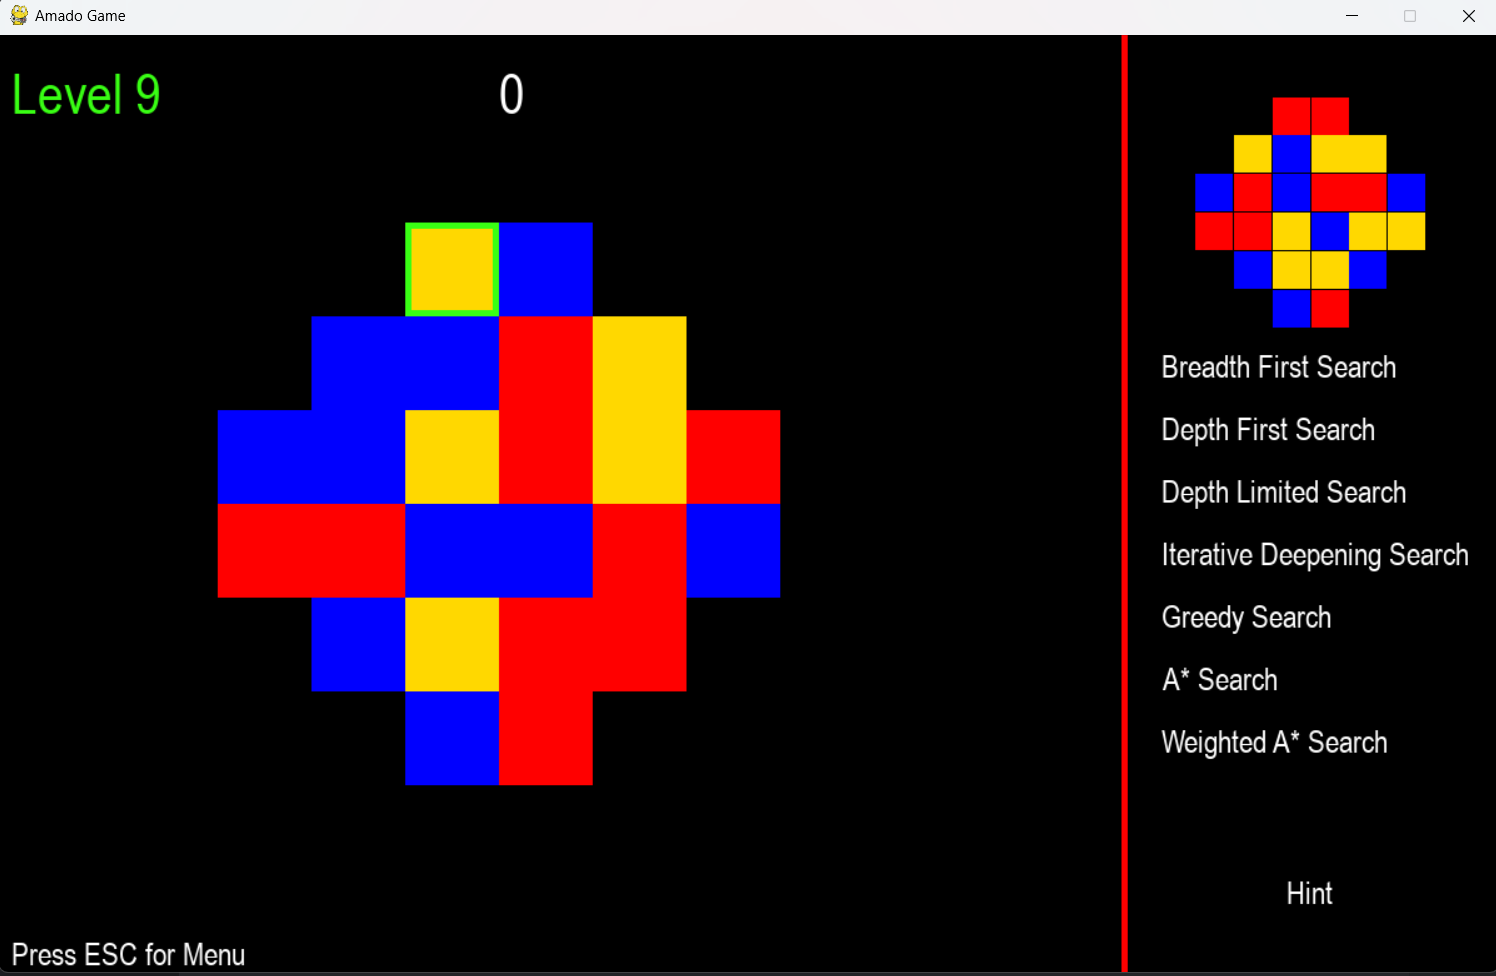 Amado Game
Level 9
0
Breadth First Search
Depth First Search
Depth Limited Search
Iterative Deepening Search
Greedy Search
A* Search
Weighted A* Search
Hint
Press ESC for Menu